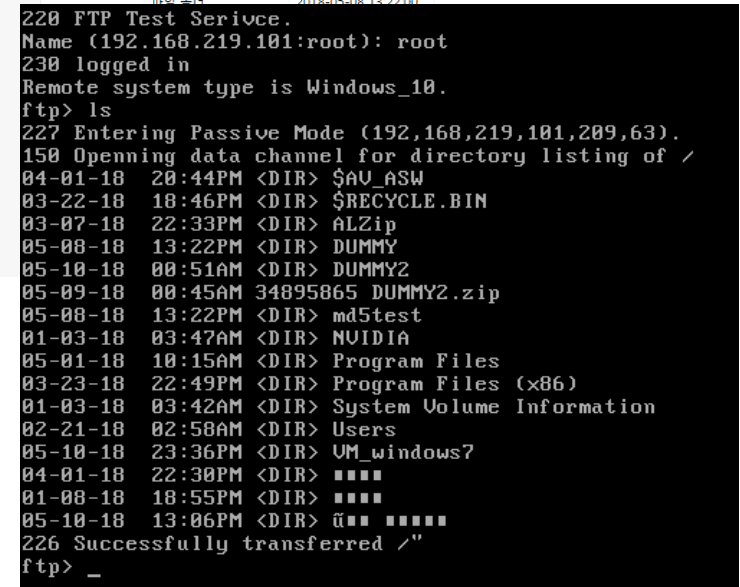 2018-05-08 13:22:00
220 FTP Test Serivce.
Name (192.168.219.101:root): root
230 logged in
Remote system type is Windows_10.
ftp> ls
227 Entering Passive Mode (192,168,219,101,209,63).
150 Openning data channel for directory listing of /
04-01-18  20:44PM <DIR> $AV_ASW
03-22-18  18:46PM <DIR> $RECYCLE.BIN
03-07-18  22:33PM <DIR> ALZip
05-08-18  13:22PM <DIR> DUMMY
05-10-18  00:51AM <DIR> DUMMY2
05-09-18  00:45AM 34895865 DUMMY2.zip
05-08-18  13:22PM <DIR> md5test
01-03-18  03:47AM <DIR> NVIDIA
05-01-18  10:15AM <DIR> Program Files
03-23-18  22:49PM <DIR> Program Files (x86)
01-03-18  03:42AM <DIR> System Volume Information
02-21-18  02:58AM <DIR> Users
05-10-18  23:36PM <DIR> VM_windows7
04-01-18  22:30PM <DIR> ■■■■
01-08-18  18:55PM <DIR> ■■■■
05-10-18  13:06PM <DIR> ■■ ■■■■■
226 Successfully transferred /"
ftp> _